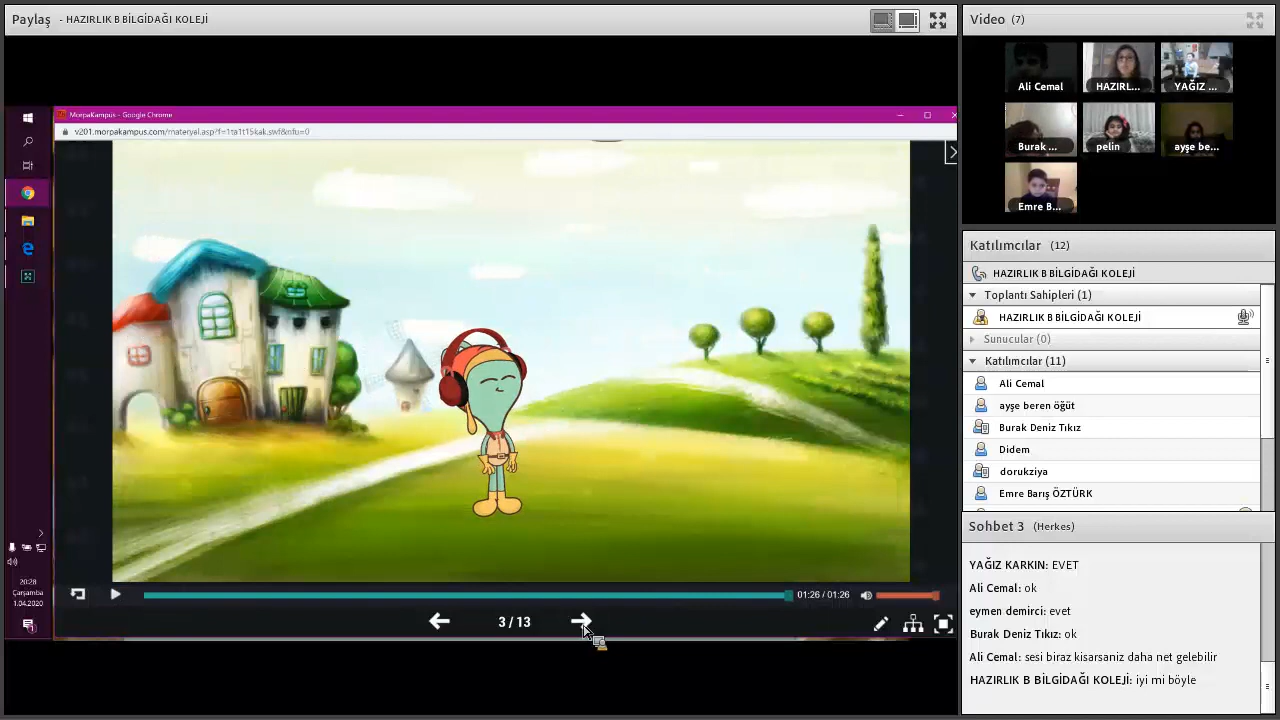 Paylaş - HAZIRLIK B BİLGİDAĞI KOLEJİ
MorpaKampus - Google Chrome
v201.morpakampus.com/materyal.asp?f=1ta1t15kak.swf&nfu=0
01:26 / 01:26
3 / 13
20:28
Çarşamba
1.04.2020
Video (7)
Ali Cemal
HAZIRL...
YAĞIZ ...
Burak ...
pelin
ayşe be...
Emre B...
Katılımcılar (12)
HAZIRLIK B BİLGİDAĞI KOLEJİ
Toplantı Sahipleri (1)
HAZIRLIK B BİLGİDAĞI KOLEJİ
Sunucular (0)
Katılımcılar (11)
Ali Cemal
ayşe beren öğüt
Burak Deniz Tıkız
Didem
dorukziya
Emre Barış ÖZTÜRK
Sohbet 3 (Herkes)
YAĞIZ KARKIN: EVET
Ali Cemal: ok
eymen demirci: evet
Burak Deniz Tıkız: ok
Ali Cemal: sesi biraz kisarsaniz daha net gelebilir
HAZIRLIK B BİLGİDAĞI KOLEJİ: iyi mi böyle